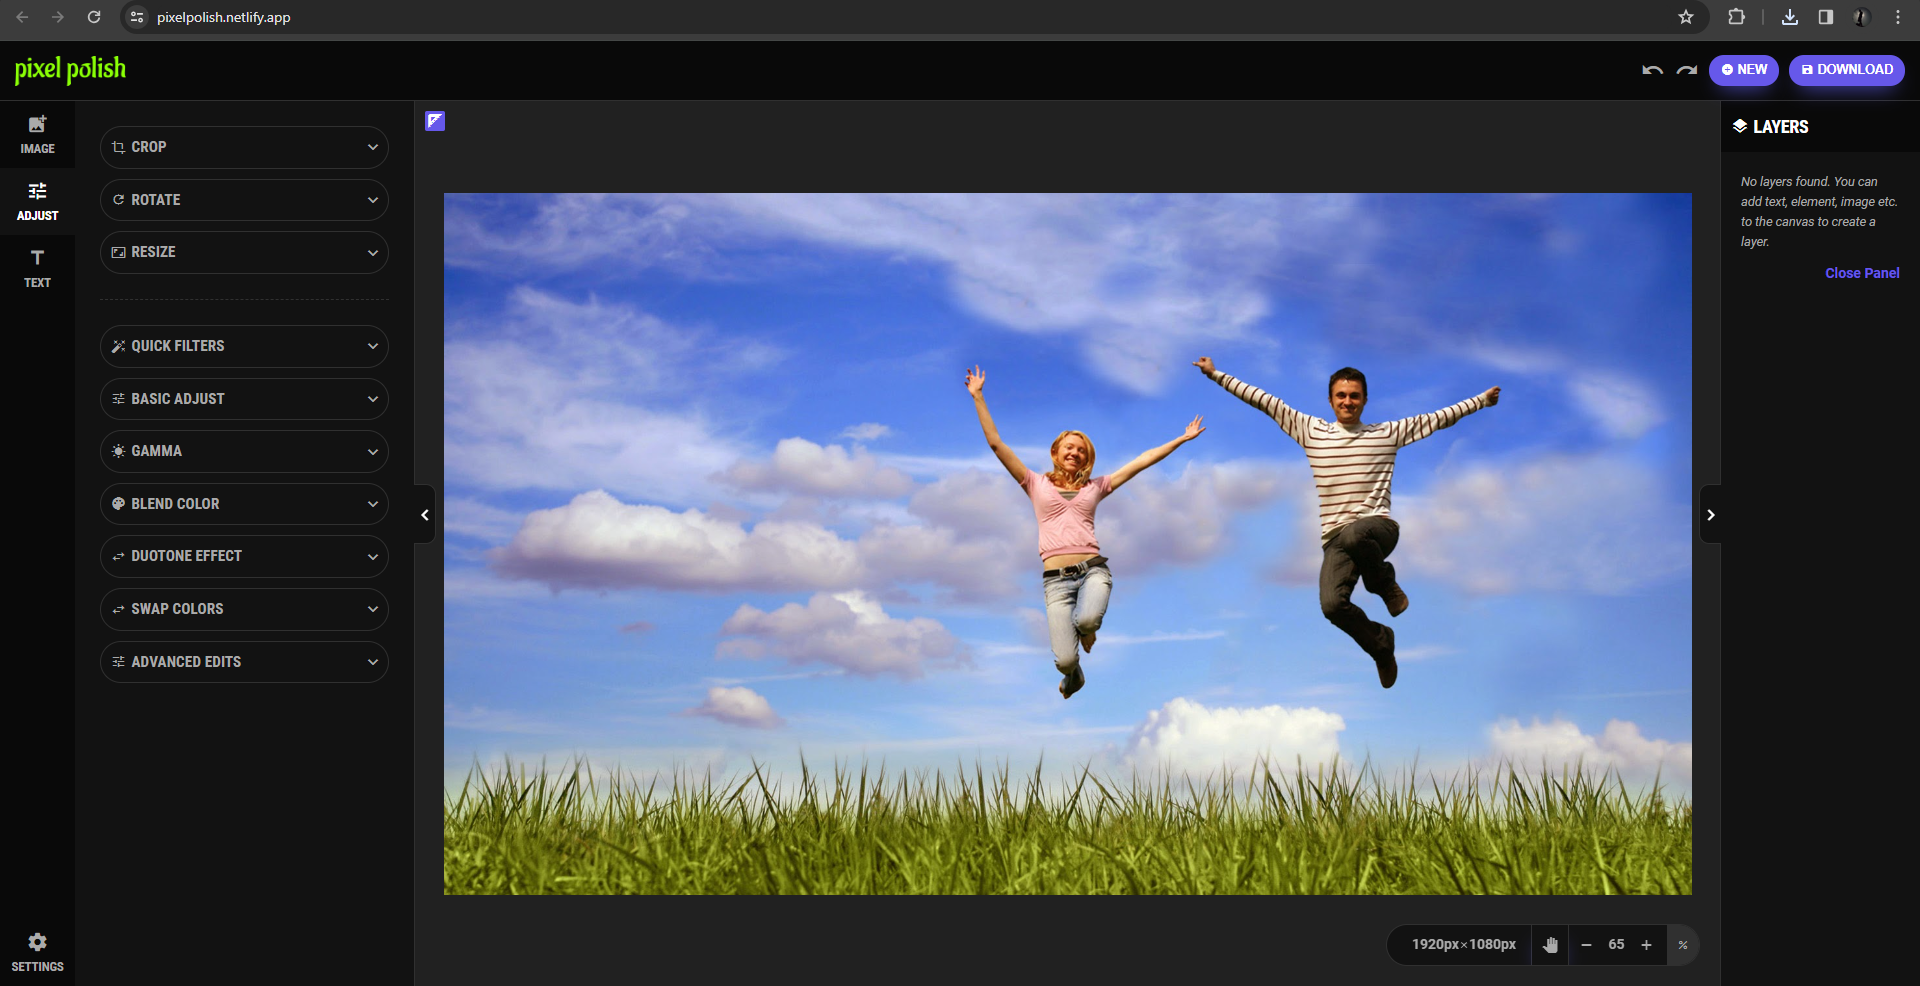 pixelpolish.netlify.app
pixel polish
NEW
DOWNLOAD
IMAGE
ADJUST
TEXT
SETTINGS
CROP
ROTATE
RESIZE
QUICK FILTERS
BASIC ADJUST
GAMMA
BLEND COLOR
DUOTONE EFFECT
SWAP COLORS
ADVANCED EDITS
LAYERS
No layers found. You can
add text, element, image etc.
to the canvas to create a
layer.
Close Panel
1920px×1080px
− 65 + %